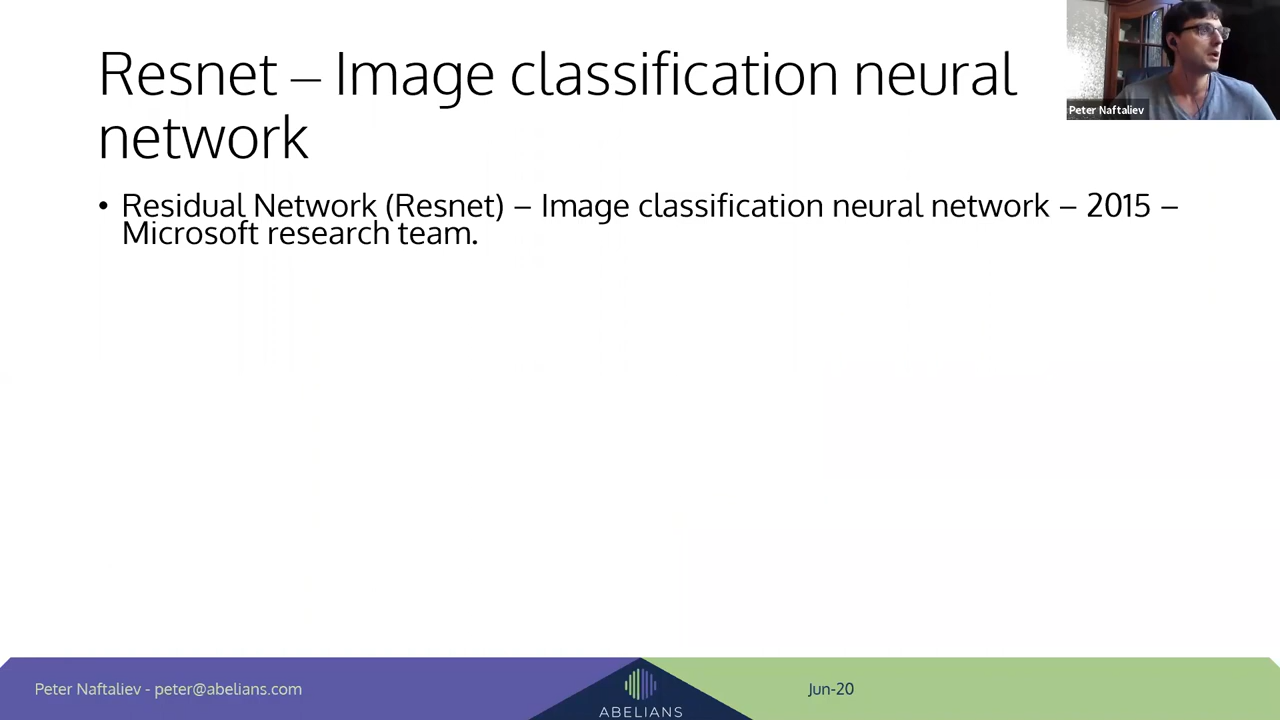 Resnet – Image classification neural
network
Peter Naftaliev
• Residual Network (Resnet) – Image classification neural network – 2015 –
Microsoft research team.
Peter Naftaliev - peter@abelians.com
ABELIANS
Jun-20